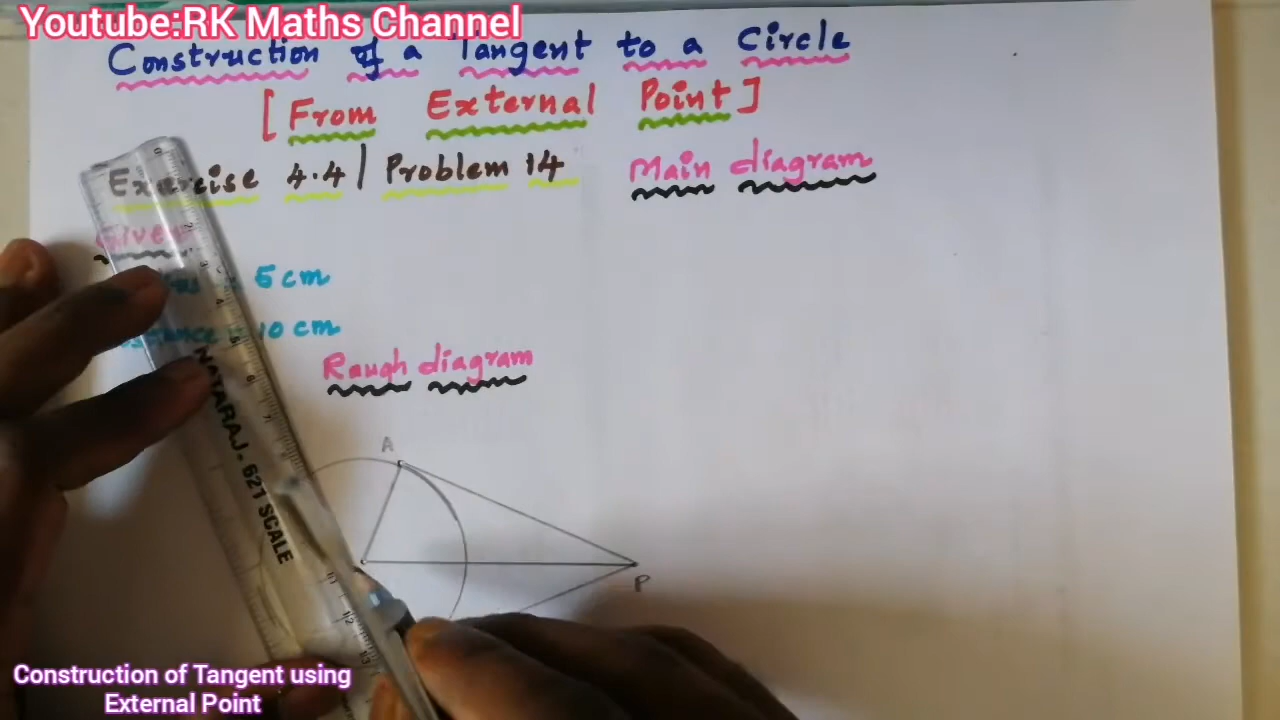 Youtube:RK Maths Channel
Construction of a Tangent to a Circle
[From External Point]
Exercise 4.4 | Problem 14
Main diagram
Given
5 cm
10 cm
Rough diagram
A
P
NATARAJ - 621 SCALE
Construction of Tangent using
External Point